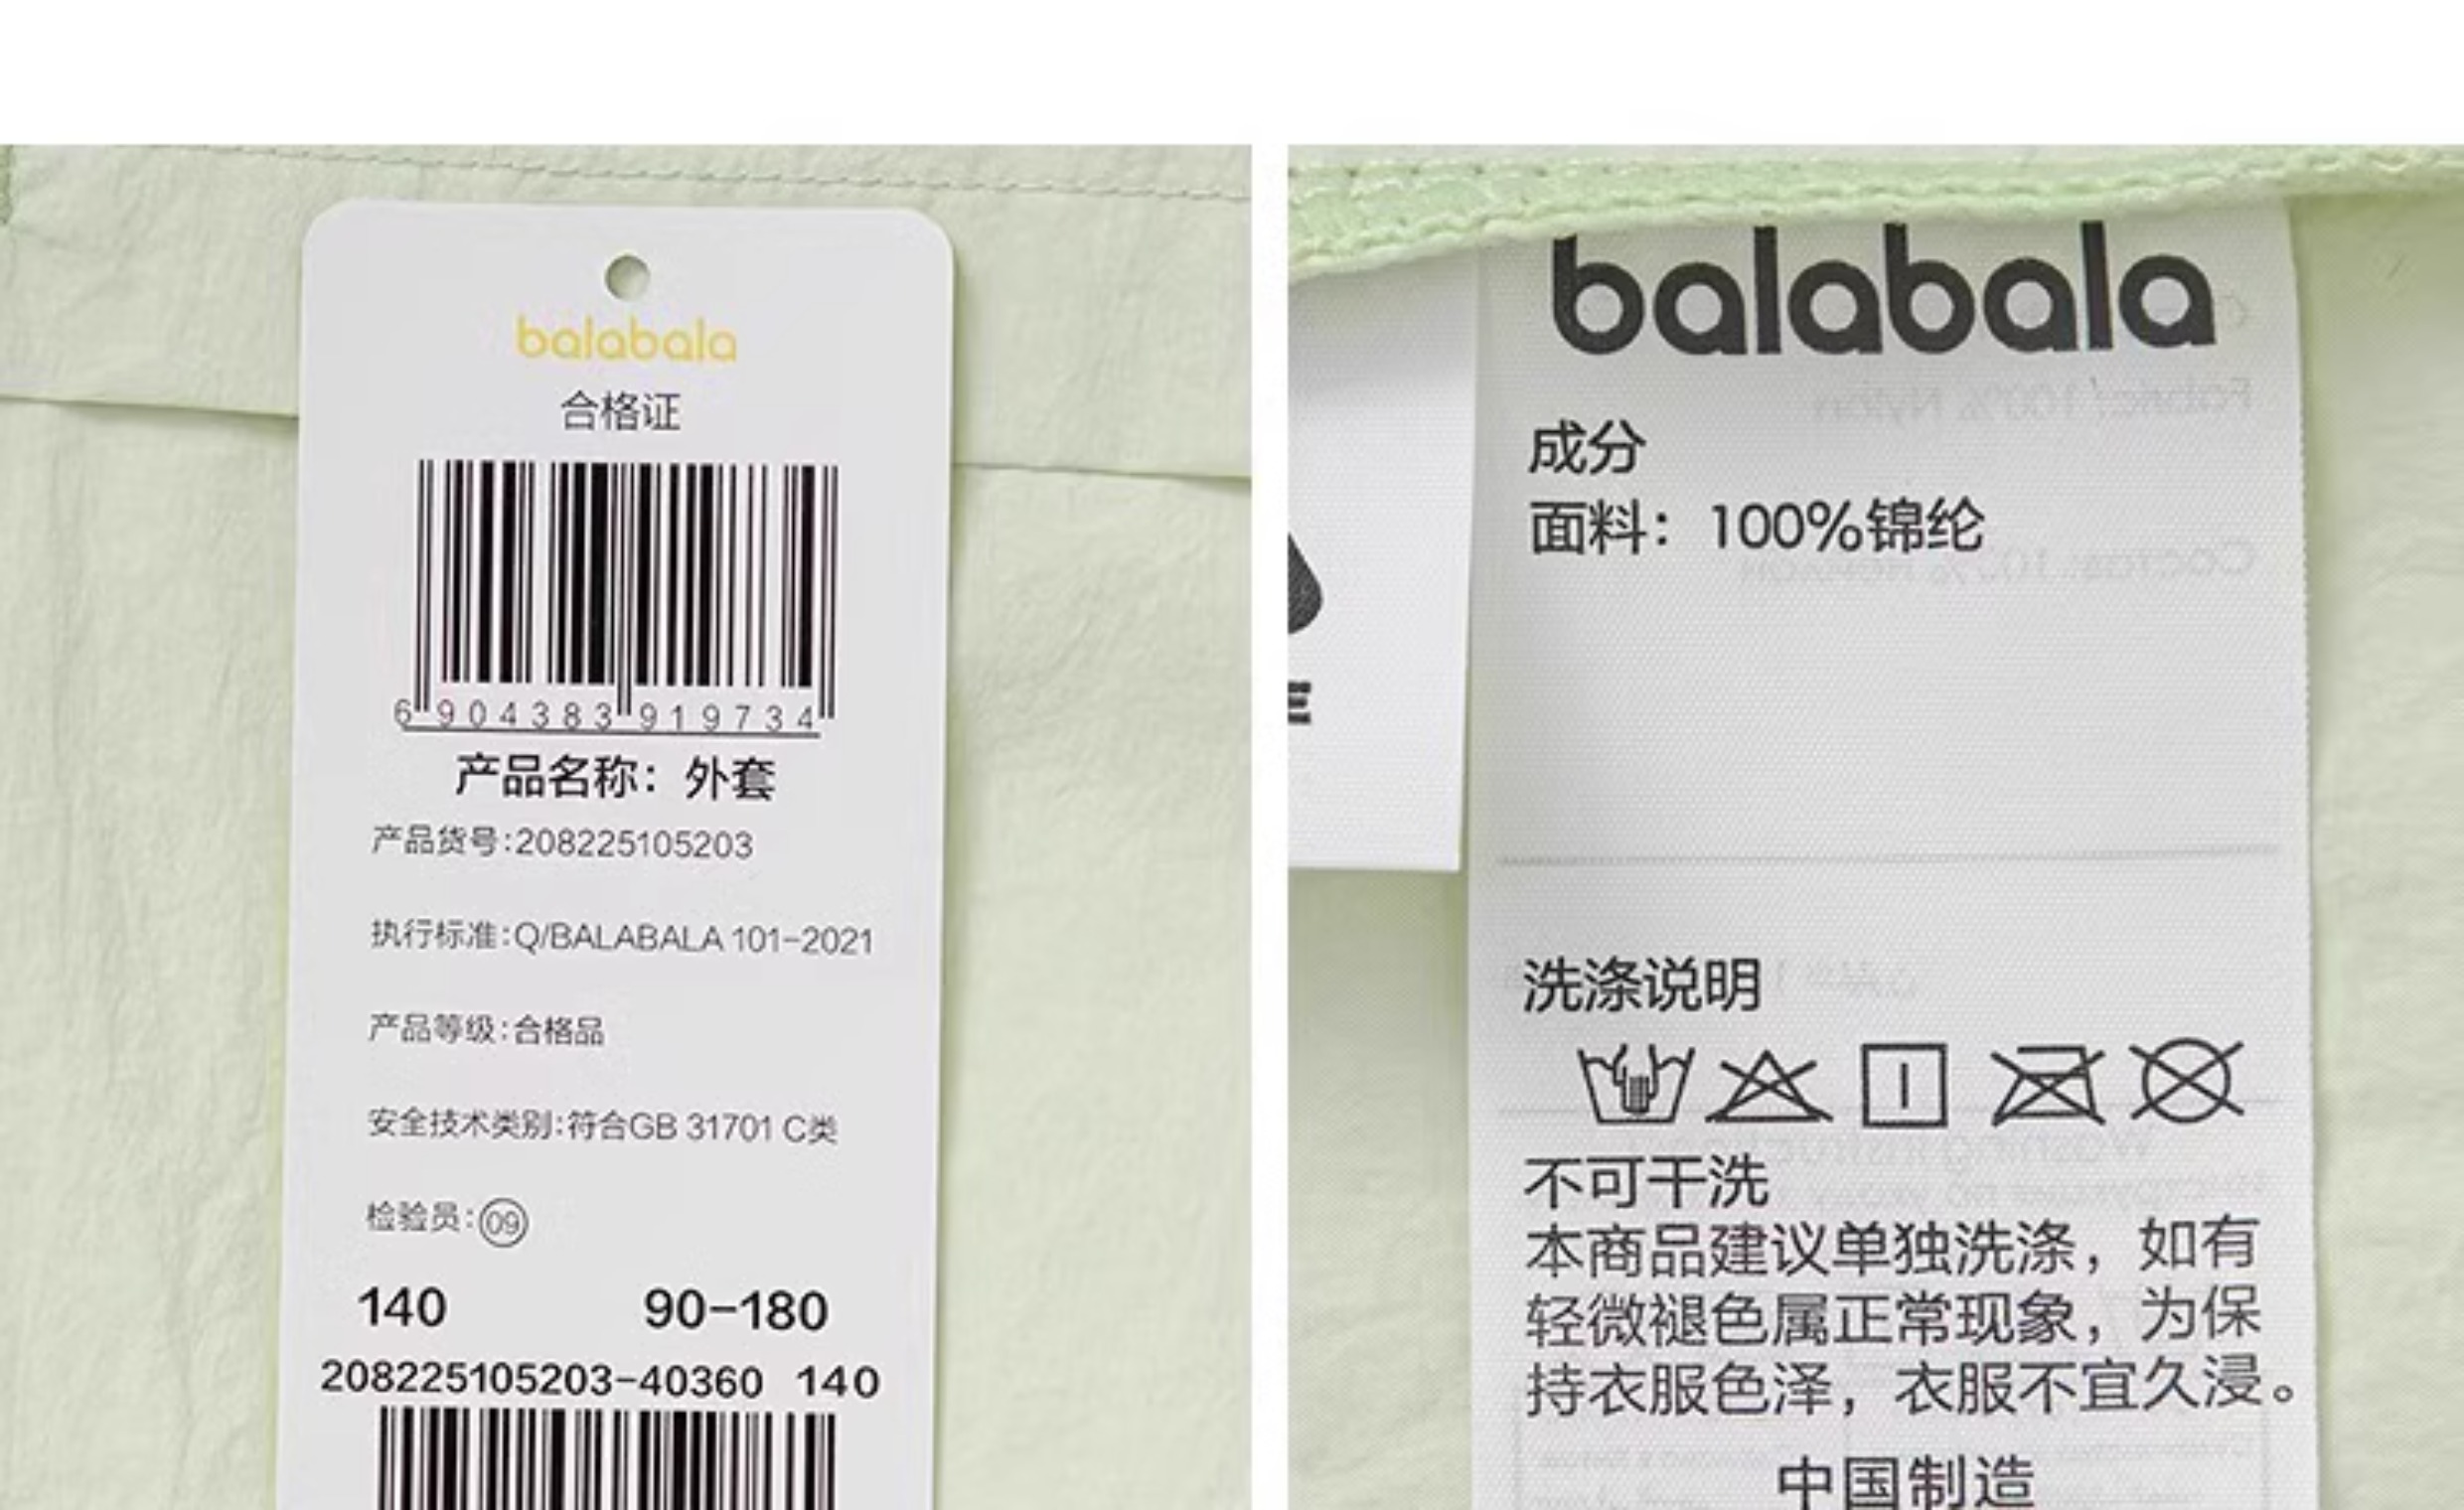 balabala
合格证
6 904383 919734
产品名称：外套
产品货号:208225105203
执行标准:Q/BALABALA 101-2021
产品等级:合格品
安全技术类别:符合GB 31701 C类
检验员:09
140 90-180
208225105203-40360 140
balabala
成分
面料：100%锦纶
洗涤说明
不可干洗
本商品建议单独洗涤，如有
轻微褪色属正常现象，为保
持衣服色泽，衣服不宜久浸。
中国制造